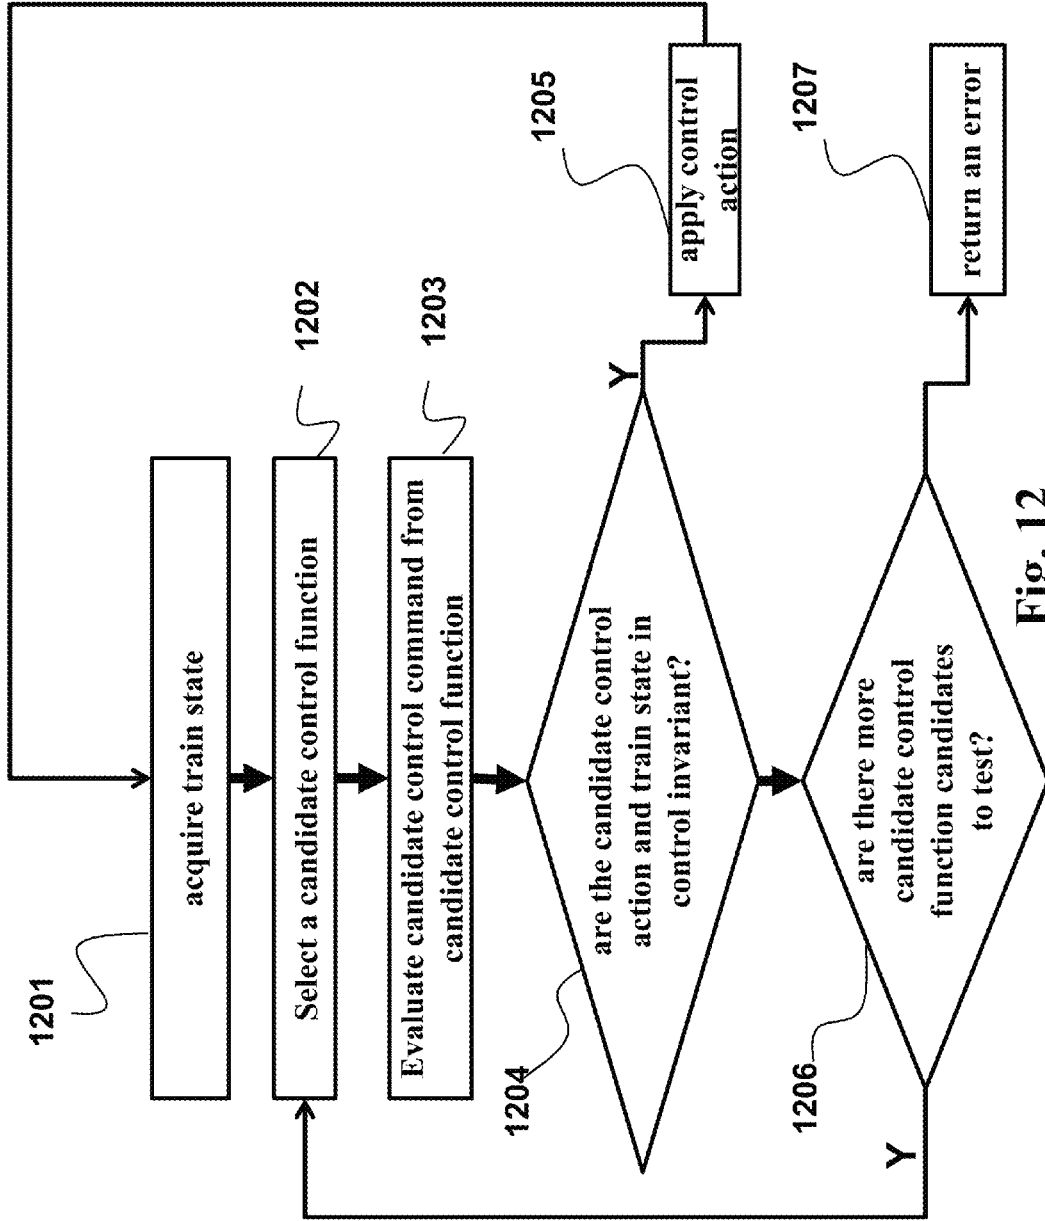 1201
acquire train state
1202
Select a candidate control function
1203
Evaluate candidate control command from
candidate control function
1204
are the candidate control
action and train state in
control invariant?
Y
1205
apply control
action
1206
are there more
candidate control
function candidates
to test?
Y
1207
return an error
Fig. 12